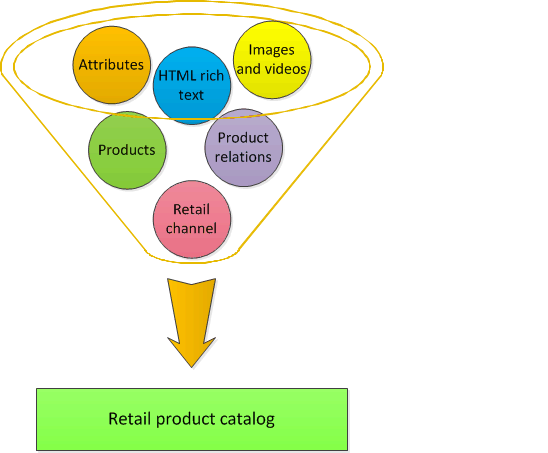 Attributes
HTML rich
text
Images
and videos
Products
Product
relations
Retail
channel
Retail product catalog